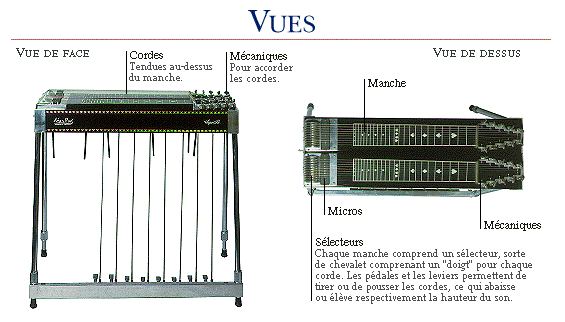 VUES
VUE DE FACE
Cordes
Tendues au-dessus
du manche.
Mécaniques
Pour accorder
les cordes.
VUE DE DESSUS
Manche
Micros
Mécaniques
Sélecteurs
Chaque manche comprend un sélecteur, sorte
de chevalet comprenant un "doigt" pour chaque
corde. Les pédales et les leviers permettent de
tirer ou de pousser les cordes, ce qui abaisse
ou élève respectivement la hauteur du son.